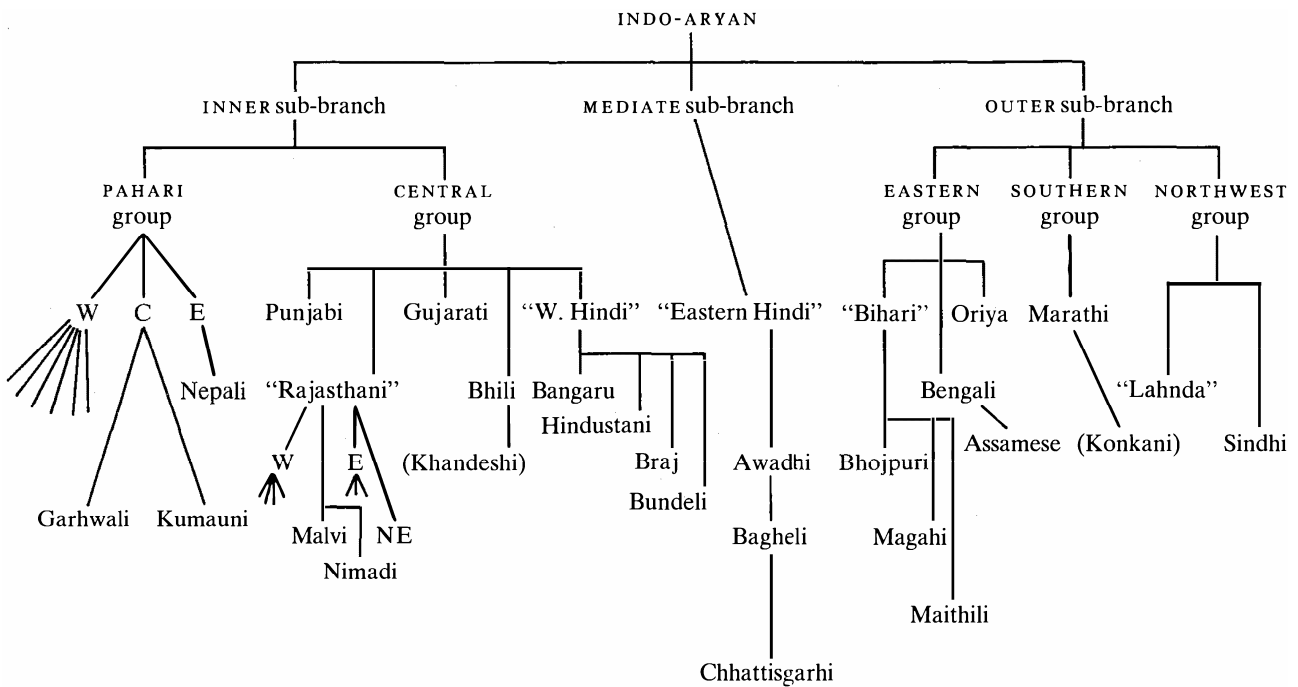 INDO-ARYAN
INNER sub-branch
MEDIATE sub-branch
OUTER sub-branch
PAHARI
group
CENTRAL
group
EASTERN
group
SOUTHERN
group
NORTHWEST
group
W
C
E
Punjabi
Gujarati
“W. Hindi”
“Eastern Hindi”
“Bihari”
Oriya
Marathi
Nepali
“Rajasthani”
Bhili
Bangaru
Bengali
“Lahnda”
Hindustani
Assamese
(Konkani)
Sindhi
W
E
(Khandeshi)
Braj
Awadhi
Bhojpuri
Bundeli
Garhwali
Kumauni
Malvi
NE
Bagheli
Magahi
Nimadi
Maithili
Chhattisgarhi